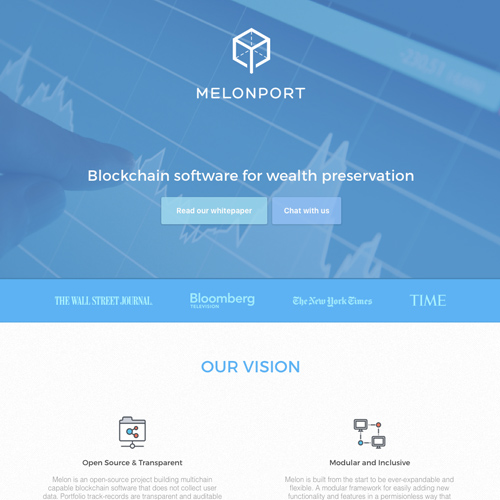 MELONPORT
Blockchain software for wealth preservation
Read our whitepaper
Chat with us
THE WALL STREET JOURNAL
Bloomberg
TELEVISION
The New York Times
TIME
OUR VISION
Open Source & Transparent
Melon is an open-source project building multichain
capable blockchain software that does not collect user
data. Portfolio track-records are transparent and auditable
Modular and Inclusive
Melon is built from the start to be ever-expandable and
flexible. A modular framework for easily adding new
functionality and features in a permisionless way that